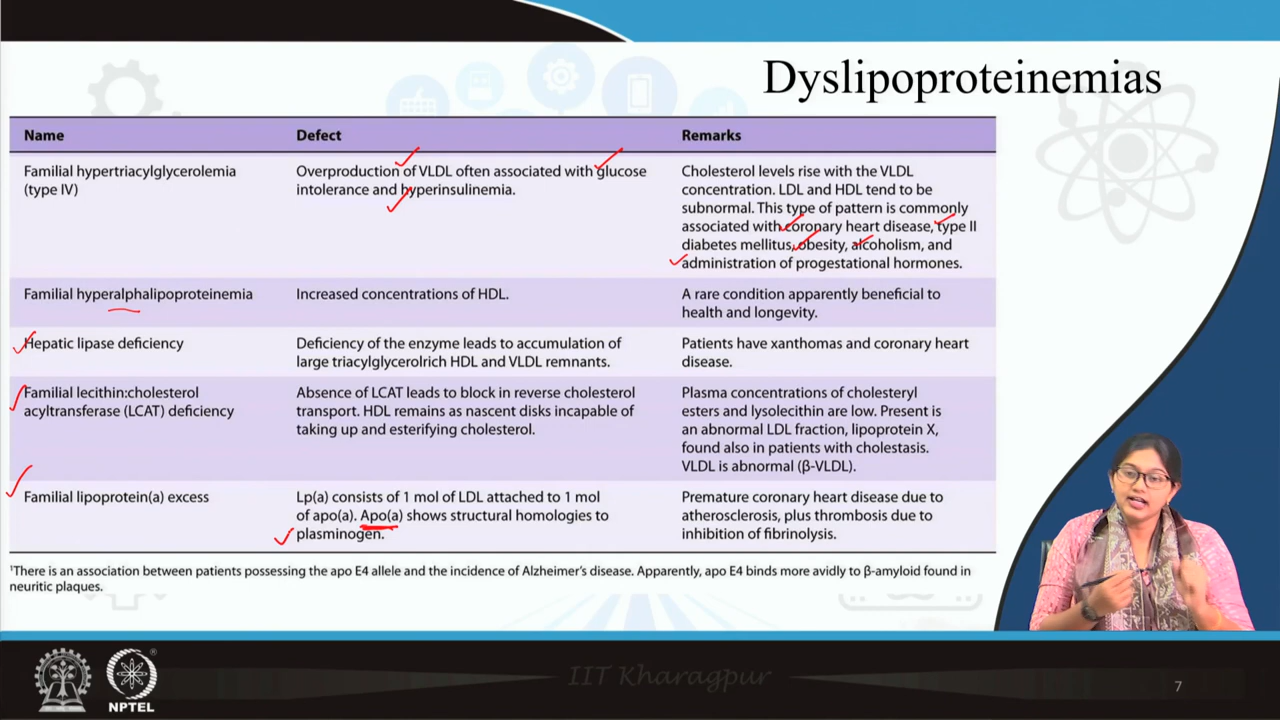 Dyslipoproteinemias
Name Defect Remarks
Familial hypertriacylglycerolemia
(type IV)
Overproduction of VLDL often associated with glucose
intolerance and hyperinsulinemia.
Cholesterol levels rise with the VLDL
concentration. LDL and HDL tend to be
subnormal. This type of pattern is commonly
associated with coronary heart disease, type II
diabetes mellitus, obesity, alcoholism, and
administration of progestational hormones.
Familial hyperalphalipoproteinemia
Increased concentrations of HDL.
A rare condition apparently beneficial to
health and longevity.
Hepatic lipase deficiency
Deficiency of the enzyme leads to accumulation of
large triacylglycerolrich HDL and VLDL remnants.
Patients have xanthomas and coronary heart
disease.
Familial lecithin:cholesterol
acyltransferase (LCAT) deficiency
Absence of LCAT leads to block in reverse cholesterol
transport. HDL remains as nascent disks incapable of
taking up and esterifying cholesterol.
Plasma concentrations of cholesteryl
esters and lysolecithin are low. Present is
an abnormal LDL fraction, lipoprotein X,
found also in patients with cholestasis.
VLDL is abnormal (β-VLDL).
Familial lipoprotein(a) excess
Lp(a) consists of 1 mol of LDL attached to 1 mol
of apo(a). Apo(a) shows structural homologies to
plasminogen.
Premature coronary heart disease due to
atherosclerosis, plus thrombosis due to
inhibition of fibrinolysis.
¹There is an association between patients possessing the apo E4 allele and the incidence of Alzheimer's disease. Apparently, apo E4 binds more avidly to β-amyloid found in
neuritic plaques.
IIT Kharagpur
NPTEL
®
7